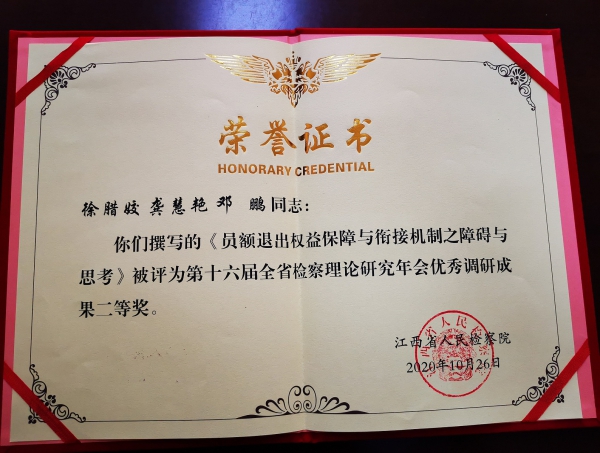 荣誉证书
HONORARY CREDENTIAL
徐腊姣 龚慧艳 邓 鹏同志：
你们撰写的《员额退出权益保障与衔接机制之障碍与
思考》被评为第十六届全省检察理论研究年会优秀调研成
果二等奖。
江西省人民检察院
2020年10月26日